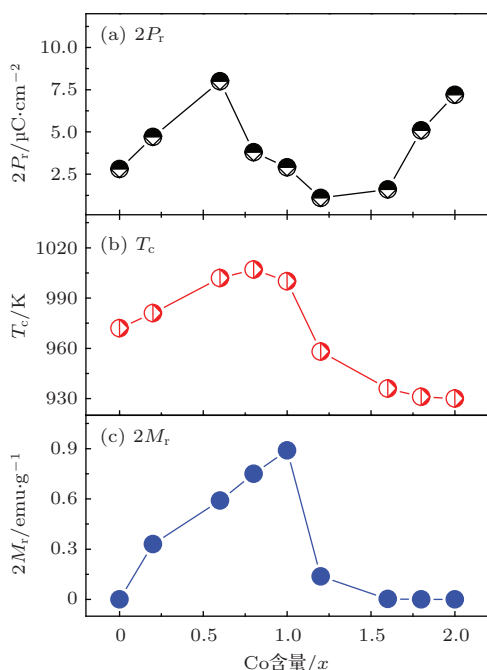 (a) 2Pr
10.0
7.5
5.0
2.5
2Pr/µC·cm−2
(b) Tc
1020
990
960
930
Tc/K
(c) 2Mr
0.9
0.6
0.3
0
2Mr/emu·g−1
0 0.5 1.0 1.5 2.0
Co含量/x